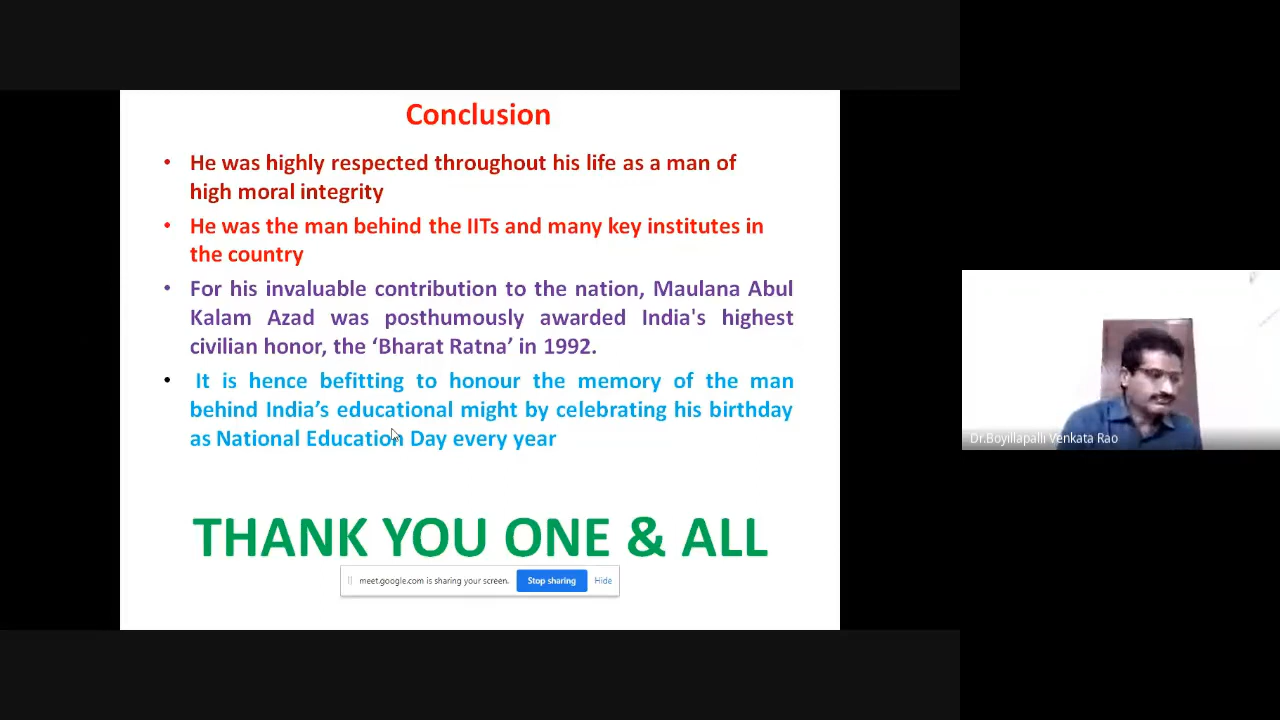 Conclusion
• He was highly respected throughout his life as a man of
high moral integrity
• He was the man behind the IITs and many key institutes in
the country
• For his invaluable contribution to the nation, Maulana Abul
Kalam Azad was posthumously awarded India's highest
civilian honor, the ‘Bharat Ratna’ in 1992.
• It is hence befitting to honour the memory of the man
behind India’s educational might by celebrating his birthday
as National Education Day every year
THANK YOU ONE & ALL
meet.google.com is sharing your screen. Stop sharing Hide
Dr.Boyillapalli Venkata Rao